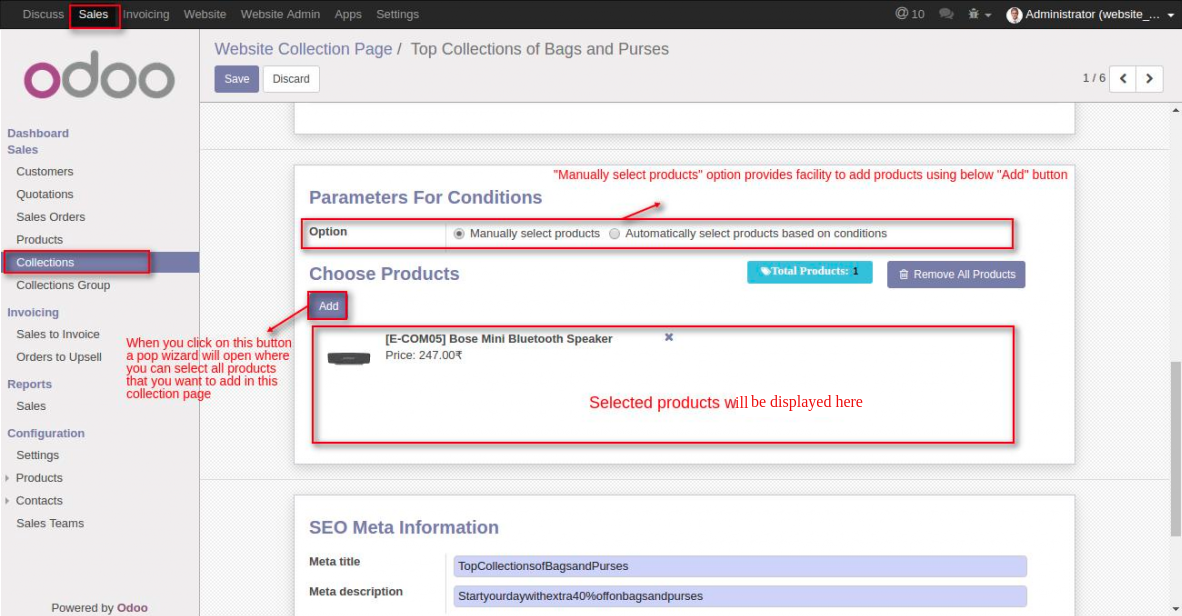 Discuss Sales Invoicing Website Website Admin Apps Settings @ 10 Administrator (website_...
odoo
Website Collection Page / Top Collections of Bags and Purses
Save Discard 1 / 6
Dashboard
Sales
Customers
Quotations
Sales Orders
Products
Collections
Collections Group
Invoicing
Sales to Invoice
Orders to Upsell
Reports
Sales
Configuration
Settings
Products
Contacts
Sales Teams
Powered by Odoo
"Manually select products" option provides facility to add products using below "Add" button
Parameters For Conditions
Option Manually select products Automatically select products based on conditions
Choose Products Total Products: 1 Remove All Products
Add
When you click on this button
a pop wizard will open where
you can select all products
that you want to add in this
collection page
[E-COM05] Bose Mini Bluetooth Speaker
Price: 247.00₹
Selected products will be displayed here
SEO Meta Information
Meta title TopCollectionsofBagsandPurses
Meta description Startyourdaywithextra40%offonbagsandpurses